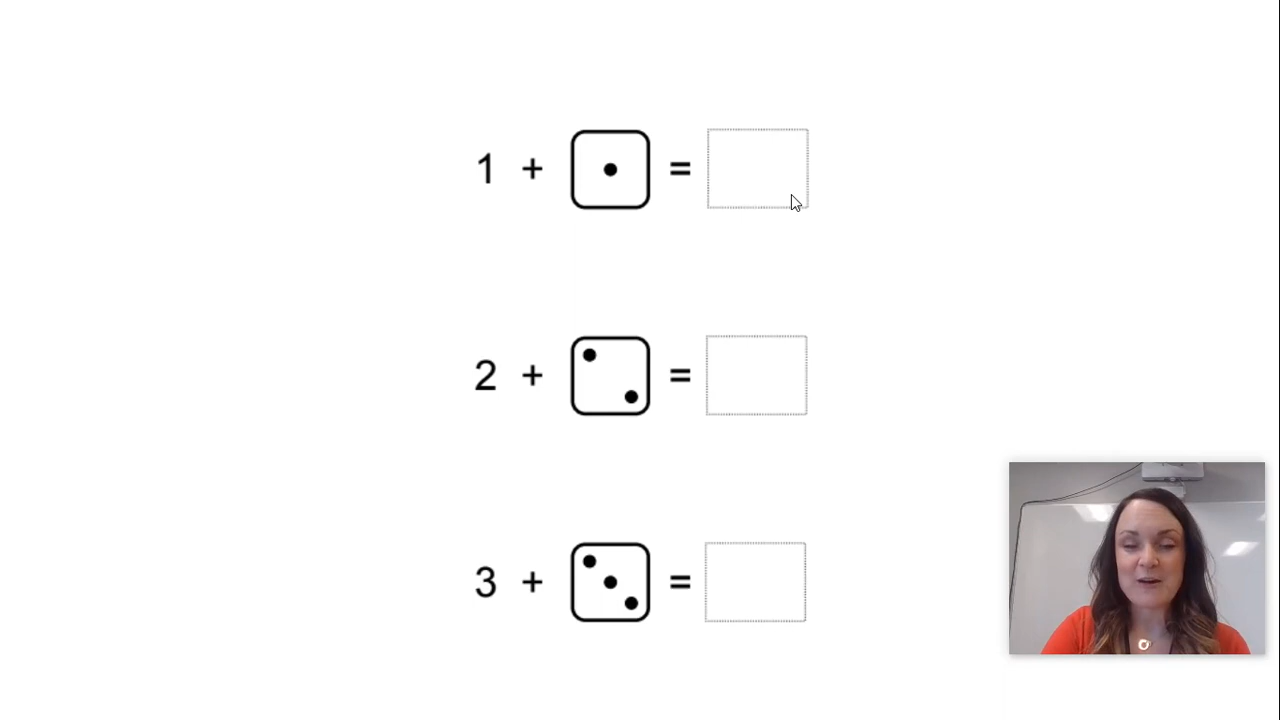 1 + =
2 + =
3 + =